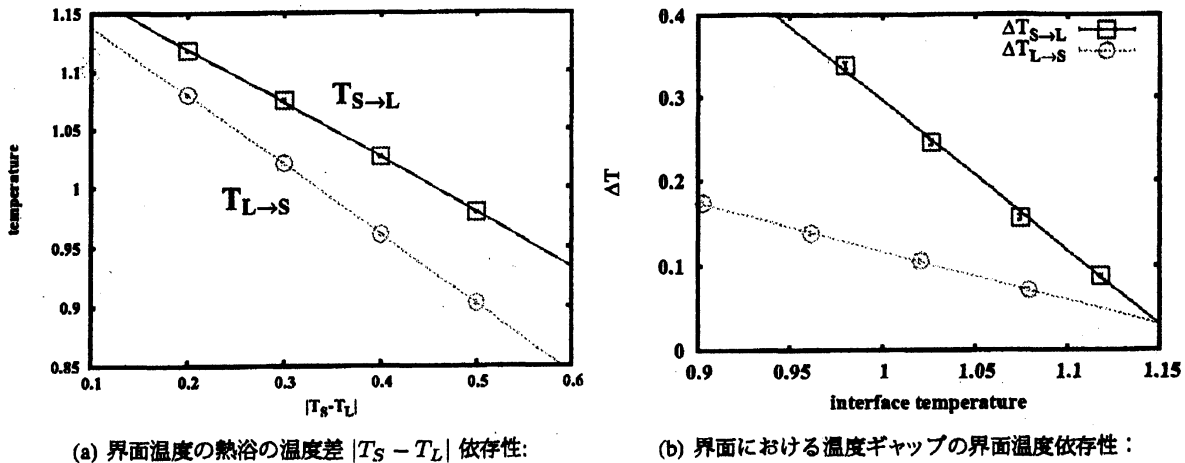 1.15
1.1
1.05
1
0.95
0.9
0.85
temperature
T_{S→L}
T_{L→S}
0.1 0.2 0.3 0.4 0.5 0.6
|T_S-T_L|
(a) 界面温度の熱浴の温度差 |T_S − T_L| 依存性:
0.4
0.3
0.2
0.1
0
ΔT
ΔT_{S→L}
ΔT_{L→S}
0.9 0.95 1 1.05 1.1 1.15
interface temperature
(b) 界面における温度ギャップの界面温度依存性：